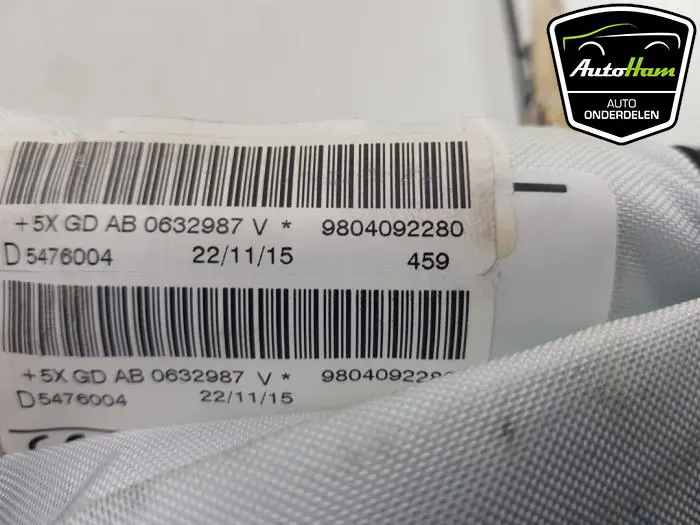 AutoHam
AUTO
ONDERDELEN
+5X GD AB 0632987 V * 9804092280
D 5476004 22/11/15 459
+5X GD AB 0632987 V *
D 5476004 22/11/15